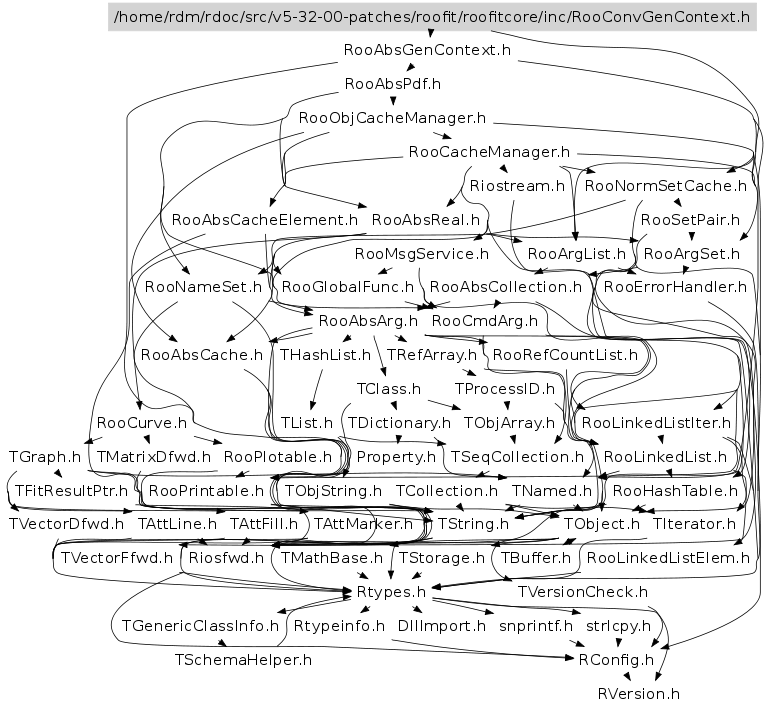 /home/rdm/rdoc/src/v5-32-00-patches/roofit/roofitcore/inc/RooConvGenContext.h
RooAbsGenContext.h
RooAbsPdf.h
RooObjCacheManager.h
RooCacheManager.h
Riostream.h RooNormSetCache.h
RooAbsCacheElement.h RooAbsReal.h RooSetPair.h
RooMsgService.h RooArgList.h RooArgSet.h
RooNameSet.h RooGlobalFunc.h RooAbsCollection.h RooErrorHandler.h
RooAbsArg.h RooCmdArg.h
RooAbsCache.h THashList.h TRefArray.h RooRefCountList.h
TClass.h TProcessID.h
RooCurve.h TList.h TDictionary.h TObjArray.h RooLinkedListIter.h
TGraph.h TMatrixDfwd.h RooPlotable.h Property.h TSeqCollection.h RooLinkedList.h
TFitResultPtr.h RooPrintable.h TObjString.h TCollection.h TNamed.h RooHashTable.h
TVectorDfwd.h TAttLine.h TAttFill.h TAttMarker.h TString.h TObject.h TIterator.h
TVectorFfwd.h Riosfwd.h TMathBase.h TStorage.h TBuffer.h RooLinkedListElem.h
Rtypes.h TVersionCheck.h
TGenericClassInfo.h Rtypeinfo.h DllImport.h snprintf.h strlcpy.h
TSchemaHelper.h RConfig.h
RVersion.h